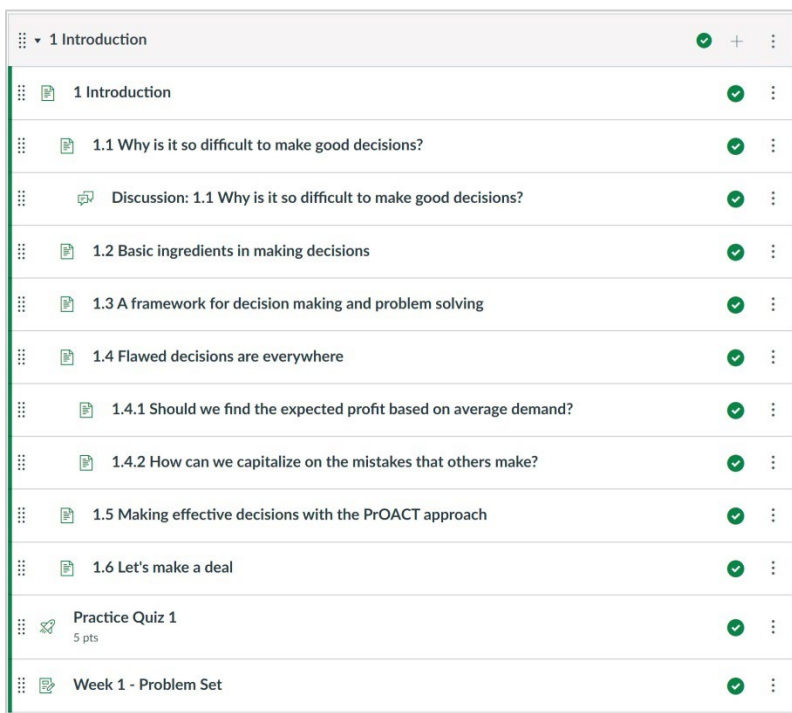 1 Introduction
1 Introduction
1.1 Why is it so difficult to make good decisions?
Discussion: 1.1 Why is it so difficult to make good decisions?
1.2 Basic ingredients in making decisions
1.3 A framework for decision making and problem solving
1.4 Flawed decisions are everywhere
1.4.1 Should we find the expected profit based on average demand?
1.4.2 How can we capitalize on the mistakes that others make?
1.5 Making effective decisions with the PrOACT approach
1.6 Let's make a deal
Practice Quiz 1
5 pts
Week 1 - Problem Set